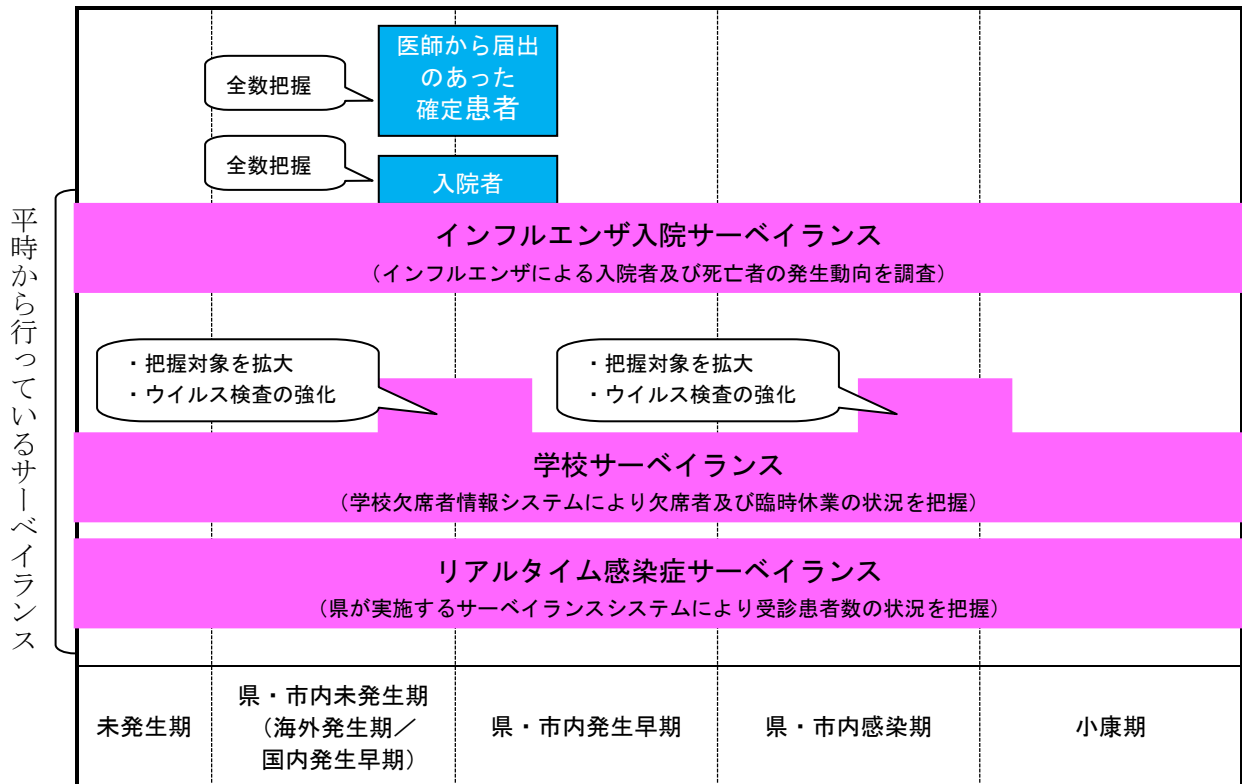 医師から届出
のあった
確定患者
全数把握
全数把握
入院者
平時から行っているサーベイランス
インフルエンザ入院サーベイランス
（インフルエンザによる入院者及び死亡者の発生動向を調査）
・把握対象を拡大
・ウイルス検査の強化
・把握対象を拡大
・ウイルス検査の強化
学校サーベイランス
（学校欠席者情報システムにより欠席者及び臨時休業の状況を把握）
リアルタイム感染症サーベイランス
（県が実施するサーベイランスシステムにより受診患者数の状況を把握）
未発生期
県・市内未発生期
（海外発生期／
国内発生早期）
県・市内発生早期
県・市内感染期
小康期